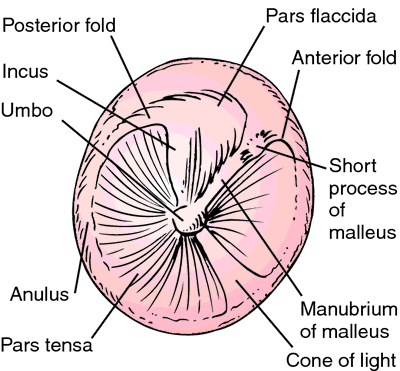 Pars flaccida
Posterior fold
Anterior fold
Incus
Umbo
Short
process
of
malleus
Anulus
Manubrium
of malleus
Pars tensa
Cone of light